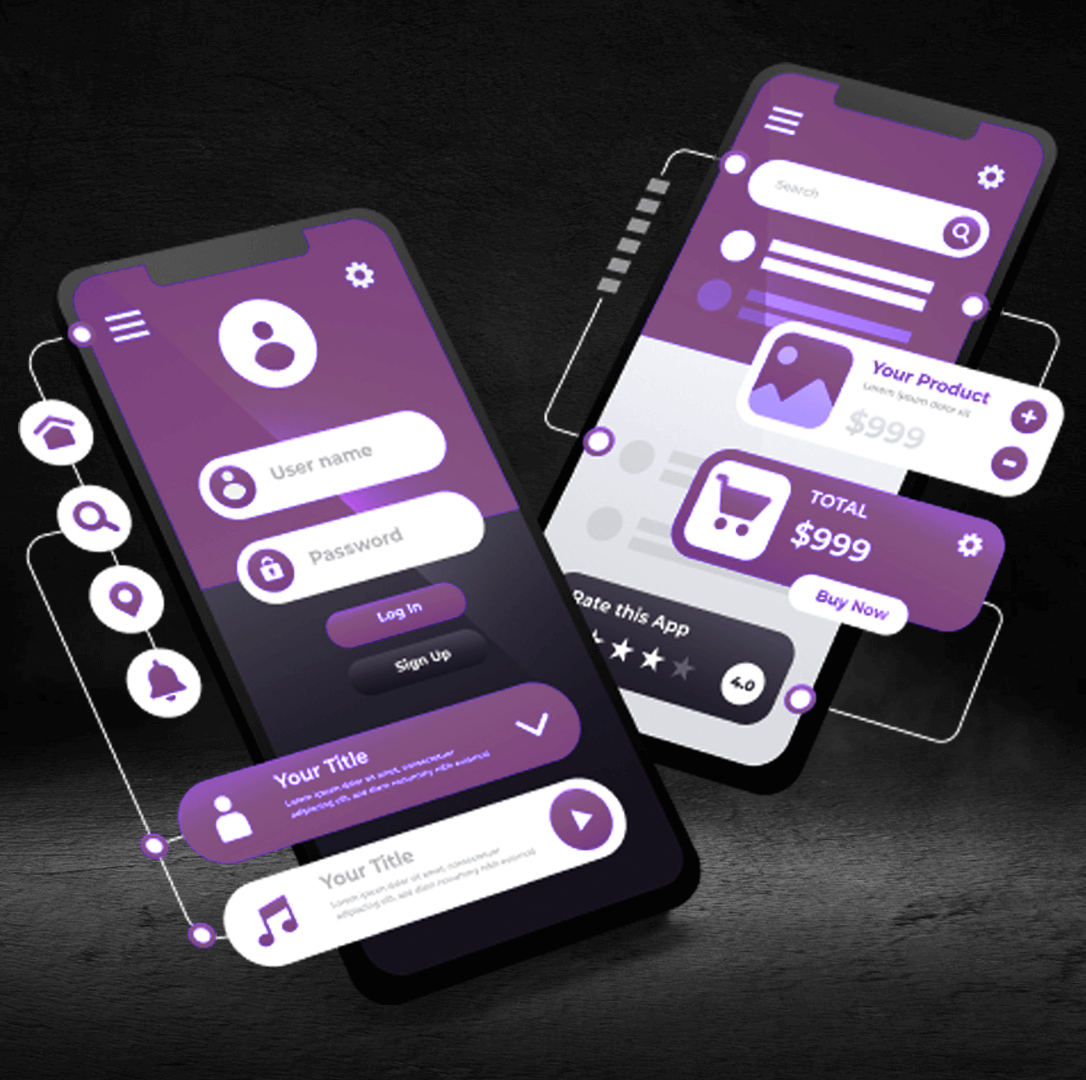 User name
Password
Log In
Sign Up
Your Title
Lorem ipsum dolor sit amet, consectetuer
adipiscing elit, sed diam nonummy nibh euismod
Your Title
Lorem ipsum dolor sit amet, consectetuer
adipiscing elit, sed diam nonummy nibh euismod
Search
Your Product
Lorem ipsum dolor sit
$999
TOTAL
$999
Buy Now
Rate this App
4.0